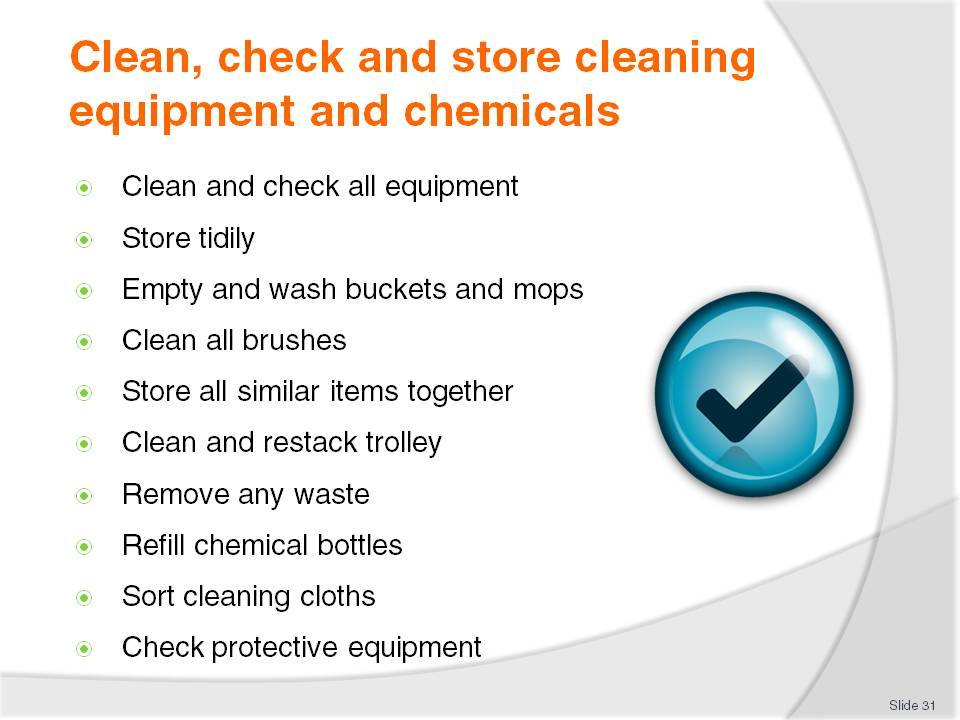 Clean, check and store cleaning
equipment and chemicals
Clean and check all equipment
Store tidily
Empty and wash buckets and mops
Clean all brushes
Store all similar items together
Clean and restack trolley
Remove any waste
Refill chemical bottles
Sort cleaning cloths
Check protective equipment
Slide 31